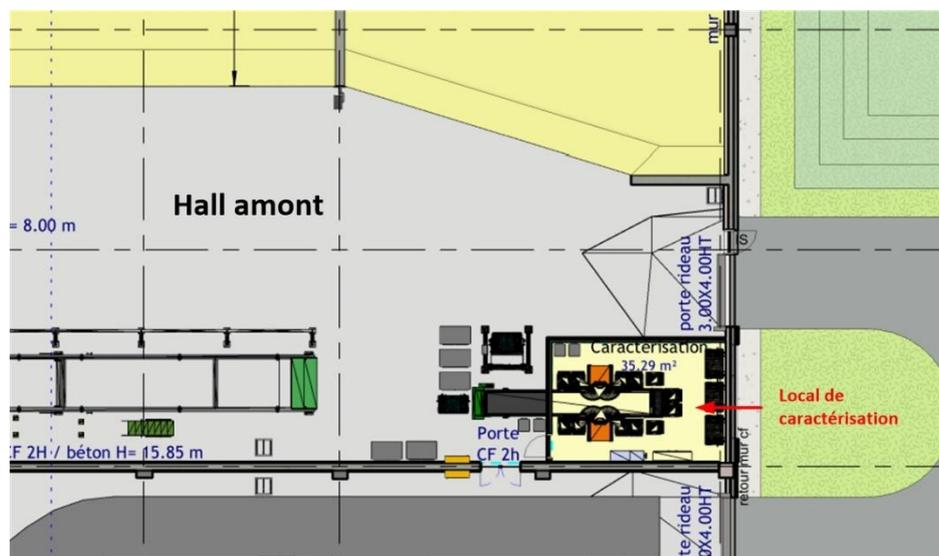 mur
Hall amont
= 8.00 m
S
porte rideau
3.00X4.00HT
Caractérisation
35.29 m²
Local de
caractérisation
Porte
CF 2h
CF 2H / béton H= 15.85 m
retour mur cf
te rideau
0X4.00HT